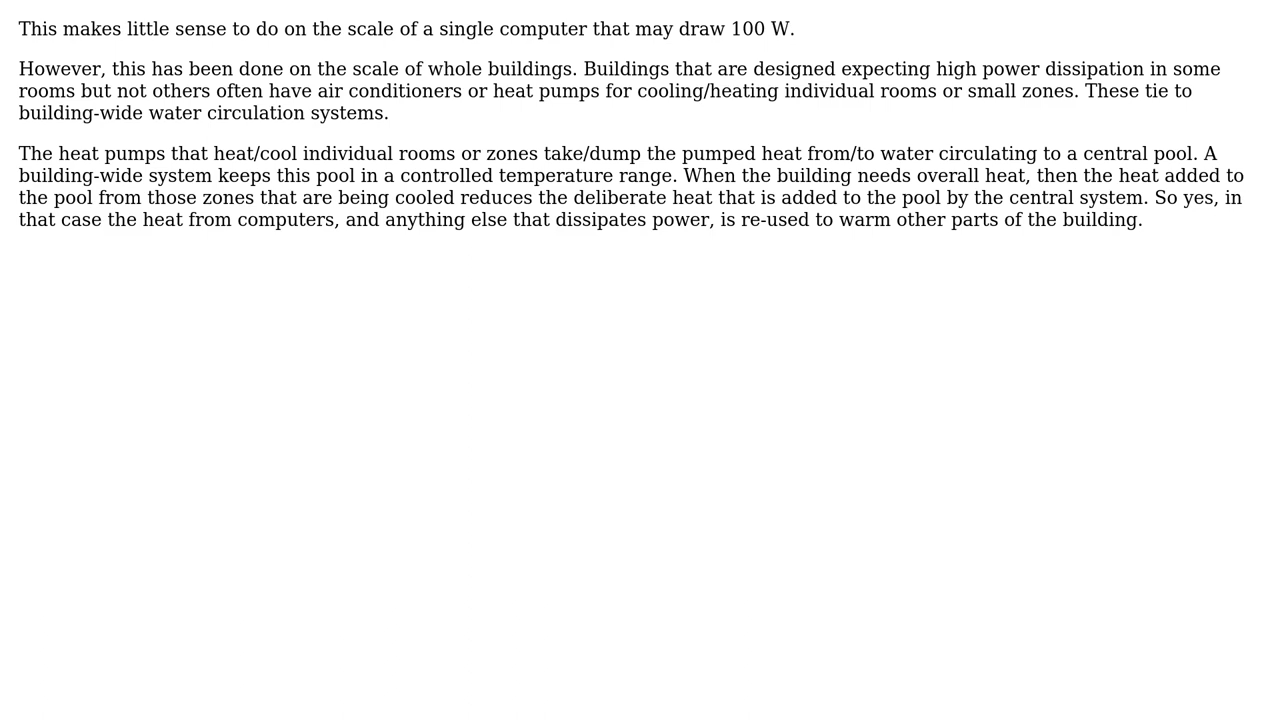 This makes little sense to do on the scale of a single computer that may draw 100 W.
However, this has been done on the scale of whole buildings. Buildings that are designed expecting high power dissipation in some
rooms but not others often have air conditioners or heat pumps for cooling/heating individual rooms or small zones. These tie to
building-wide water circulation systems.
The heat pumps that heat/cool individual rooms or zones take/dump the pumped heat from/to water circulating to a central pool. A
building-wide system keeps this pool in a controlled temperature range. When the building needs overall heat, then the heat added to
the pool from those zones that are being cooled reduces the deliberate heat that is added to the pool by the central system. So yes, in
that case the heat from computers, and anything else that dissipates power, is re-used to warm other parts of the building.